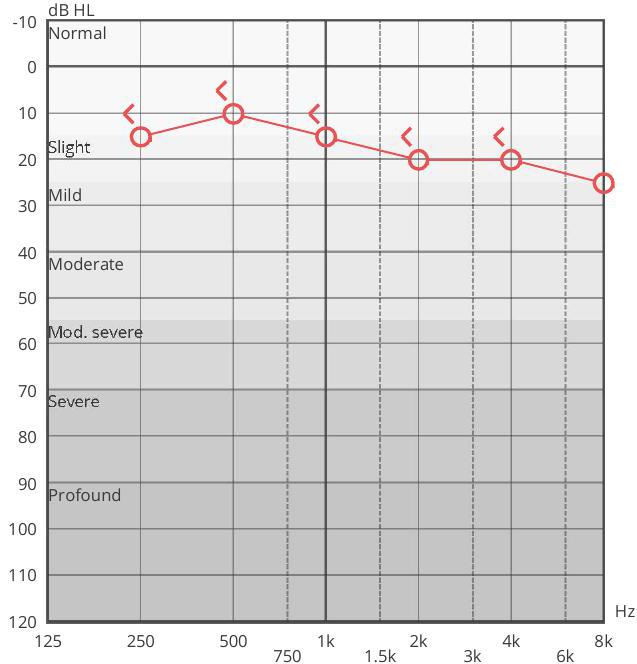 dB HL
-10
Normal
0
10
Slight
20
Mild
30
40
Moderate
50
Mod. severe
60
70
Severe
80
90
Profound
100
110
120
Hz
125 250 500 1k 2k 4k 8k
750 1.5k 3k 6k